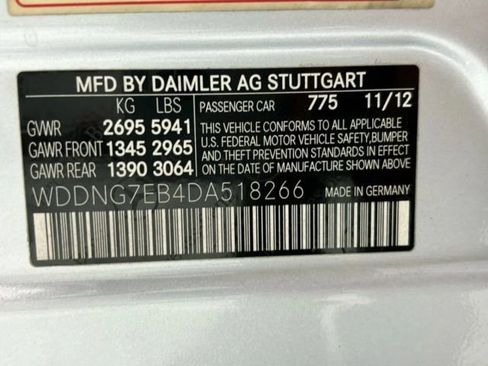 MFD BY DAIMLER AG STUTTGART
KG LBS PASSENGER CAR 775 11/12
GVWR 2695 5941 THIS VEHICLE CONFORMS TO ALL APPLICABLE
GAWR FRONT 1345 2965 U.S. FEDERAL MOTOR VEHICLE SAFETY,BUMPER
GAWR REAR 1390 3064 AND THEFT PREVENTION STANDARDS IN EFFECT
ON THE DATE OF MANUFACTURE SHOWN ABOVE
WDDNG7EB4DA518266 MADE IN GERMANY